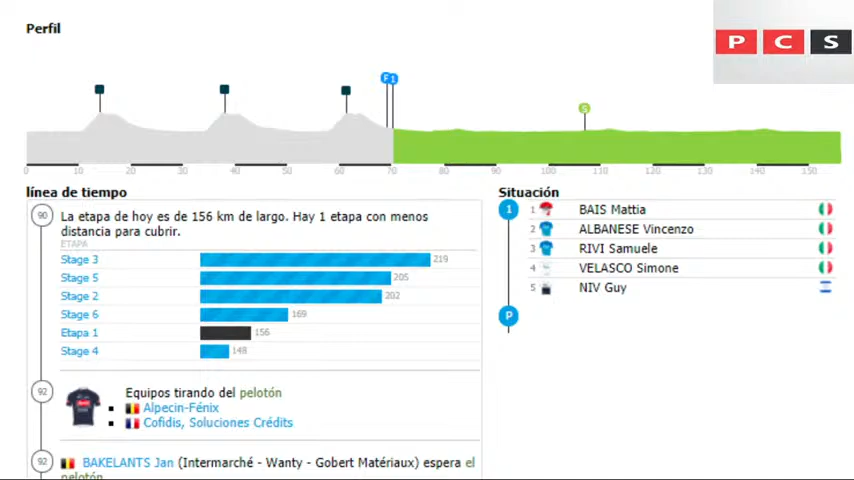 Perfil
P C S
F 1
S
0 10 20 30 40 50 60 70 80 90 100 110 120 130 140 150
línea de tiempo
90
La etapa de hoy es de 156 km de largo. Hay 1 etapa con menos
distancia para cubrir.
ETAPA
Stage 3 219
Stage 5 205
Stage 2 202
Stage 6 169
Etapa 1 156
Stage 4 148
92
Equipos tirando del pelotón
Alpecin-Fénix
Cofidis, Soluciones Crédits
92
BAKELANTS Jan (Intermarché - Wanty - Gobert Matériaux) espera el
pelotón
Situación
1
1 BAIS Mattia
2 ALBANESE Vincenzo
3 RIVI Samuele
4 VELASCO Simone
5 NIV Guy
P